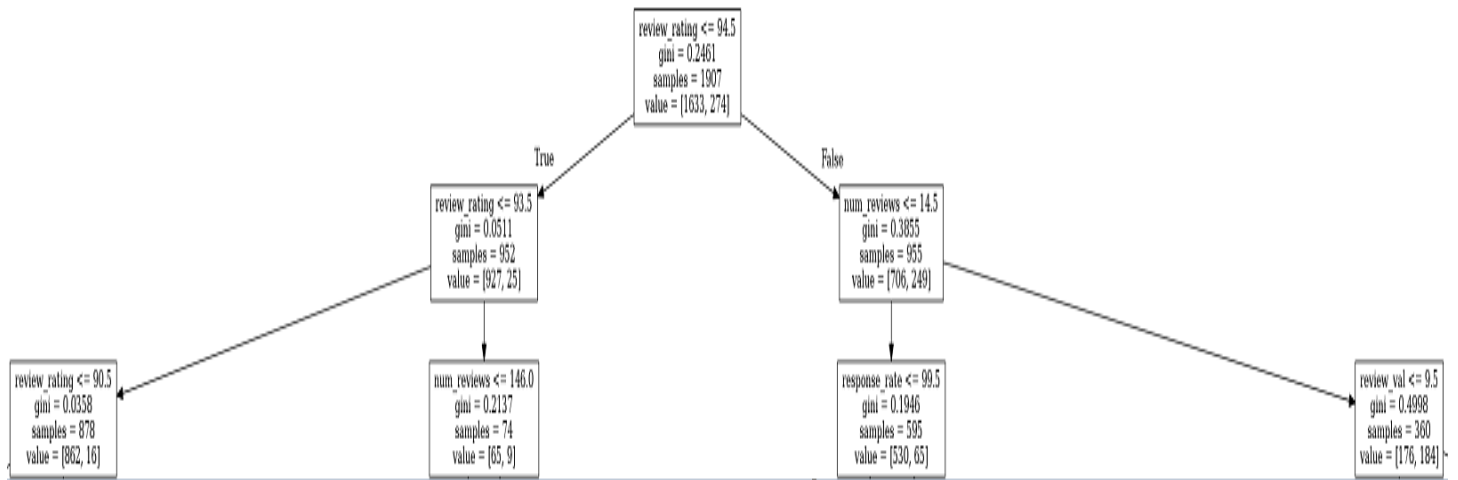 review_rating <= 94.5
gini = 0.2461
samples = 1907
value = [1633, 274]
True
False
review_rating <= 93.5
gini = 0.0511
samples = 952
value = [927, 25]
num_reviews <= 14.5
gini = 0.3855
samples = 955
value = [706, 249]
review_rating <= 90.5
gini = 0.0358
samples = 878
value = [862, 16]
num_reviews <= 146.0
gini = 0.2137
samples = 74
value = [65, 9]
response_rate <= 99.5
gini = 0.1946
samples = 595
value = [530, 65]
review_val <= 9.5
gini = 0.4998
samples = 360
value = [176, 184]